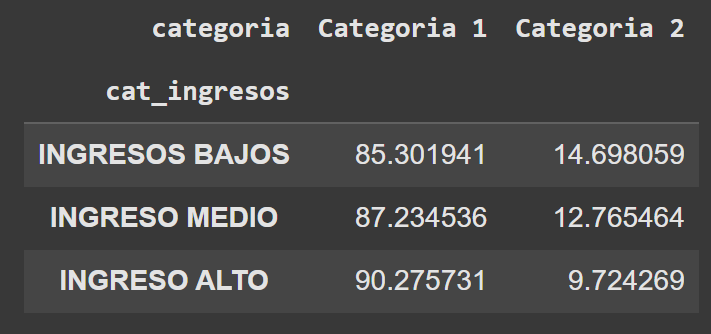 categoria Categoria 1 Categoria 2
cat_ingresos
INGRESOS BAJOS 85.301941 14.698059
INGRESO MEDIO 87.234536 12.765464
INGRESO ALTO 90.275731 9.724269